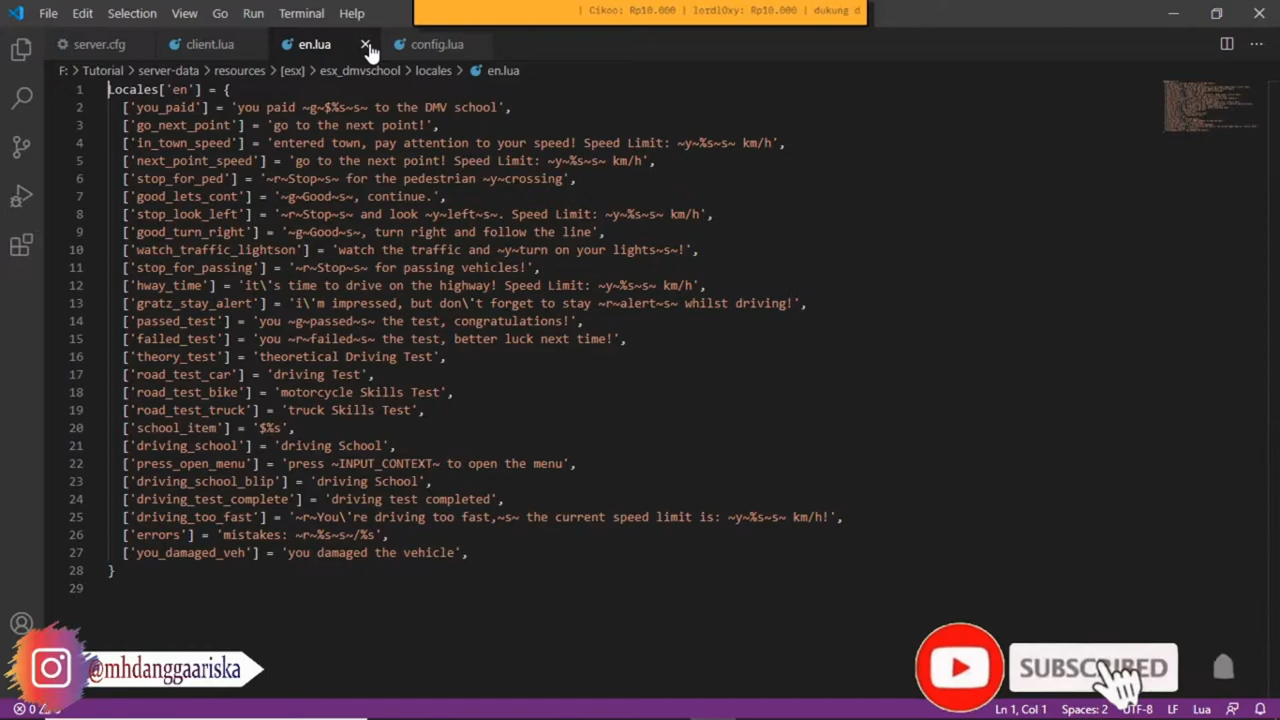 File Edit Selection View Go Run Terminal Help
| Cikoo: Rp10.000 | lordl0xy: Rp10.000 | dukung d
server.cfg client.lua en.lua config.lua
F: > Tutorial > server-data > resources > [esx] > esx_dmvschool > locales > en.lua
1 Locales['en'] = {
2 ['you_paid'] = 'you paid ~g~$%s~s~ to the DMV school',
3 ['go_next_point'] = 'go to the next point!',
4 ['in_town_speed'] = 'entered town, pay attention to your speed! Speed Limit: ~y~%s~s~ km/h',
5 ['next_point_speed'] = 'go to the next point! Speed Limit: ~y~%s~s~ km/h',
6 ['stop_for_ped'] = '~r~Stop~s~ for the pedestrian ~y~crossing',
7 ['good_lets_cont'] = '~g~Good~s~, continue.',
8 ['stop_look_left'] = '~r~Stop~s~ and look ~y~left~s~. Speed Limit: ~y~%s~s~ km/h',
9 ['good_turn_right'] = '~g~Good~s~, turn right and follow the line',
10 ['watch_traffic_lightson'] = 'watch the traffic and ~y~turn on your lights~s~!',
11 ['stop_for_passing'] = '~r~Stop~s~ for passing vehicles!',
12 ['hway_time'] = 'it\'s time to drive on the highway! Speed Limit: ~y~%s~s~ km/h',
13 ['gratz_stay_alert'] = 'i\'m impressed, but don\'t forget to stay ~r~alert~s~ whilst driving!',
14 ['passed_test'] = 'you ~g~passed~s~ the test, congratulations!',
15 ['failed_test'] = 'you ~r~failed~s~ the test, better luck next time!',
16 ['theory_test'] = 'theoretical Driving Test',
17 ['road_test_car'] = 'driving Test',
18 ['road_test_bike'] = 'motorcycle Skills Test',
19 ['road_test_truck'] = 'truck Skills Test',
20 ['school_item'] = '$%s',
21 ['driving_school'] = 'driving School',
22 ['press_open_menu'] = 'press ~INPUT_CONTEXT~ to open the menu',
23 ['driving_school_blip'] = 'driving School',
24 ['driving_test_complete'] = 'driving test completed',
25 ['driving_too_fast'] = '~r~You\'re driving too fast,~s~ the current speed limit is: ~y~%s~s~ km/h!',
26 ['errors'] = 'mistakes: ~r~%s~s~/%s',
27 ['you_damaged_veh'] = 'you damaged the vehicle',
28 }
29
@mhdanggaariska
SUBSCRIBED
0 Ln 1, Col 1 Spaces: 2 UTF-8 LF Lua